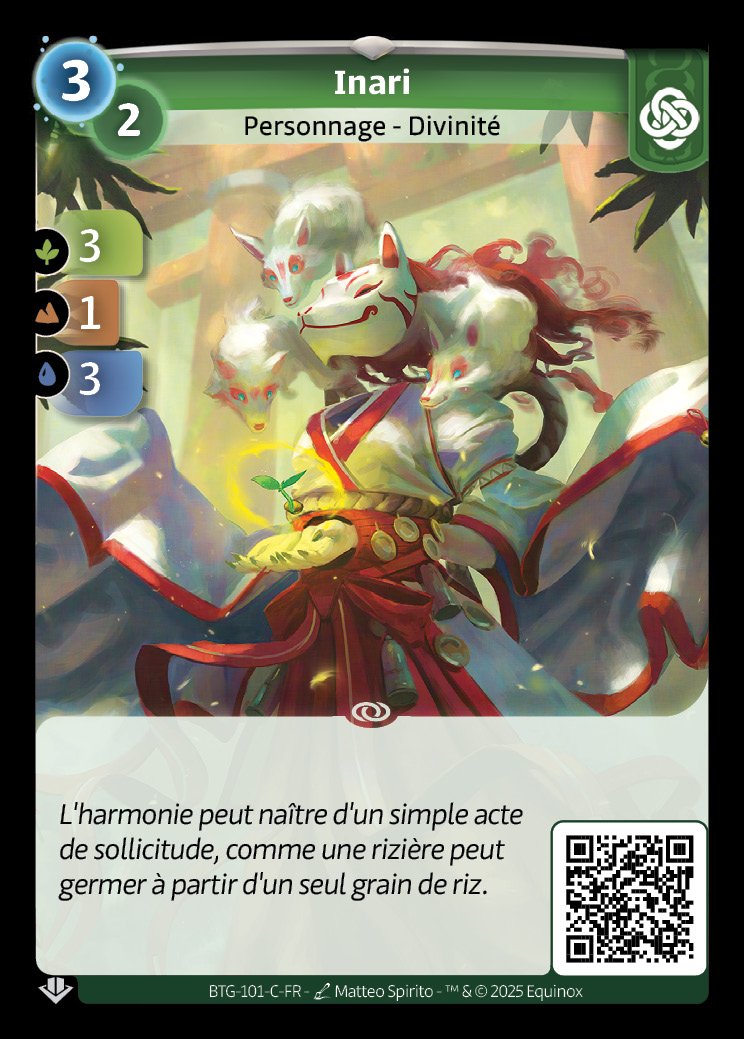 3
Inari
2
Personnage - Divinité
3
1
3
L'harmonie peut naître d'un simple acte
de sollicitude, comme une rizière peut
germer à partir d'un seul grain de riz.
BTG-101-C-FR - Matteo Spirito - ™ & © 2025 Equinox